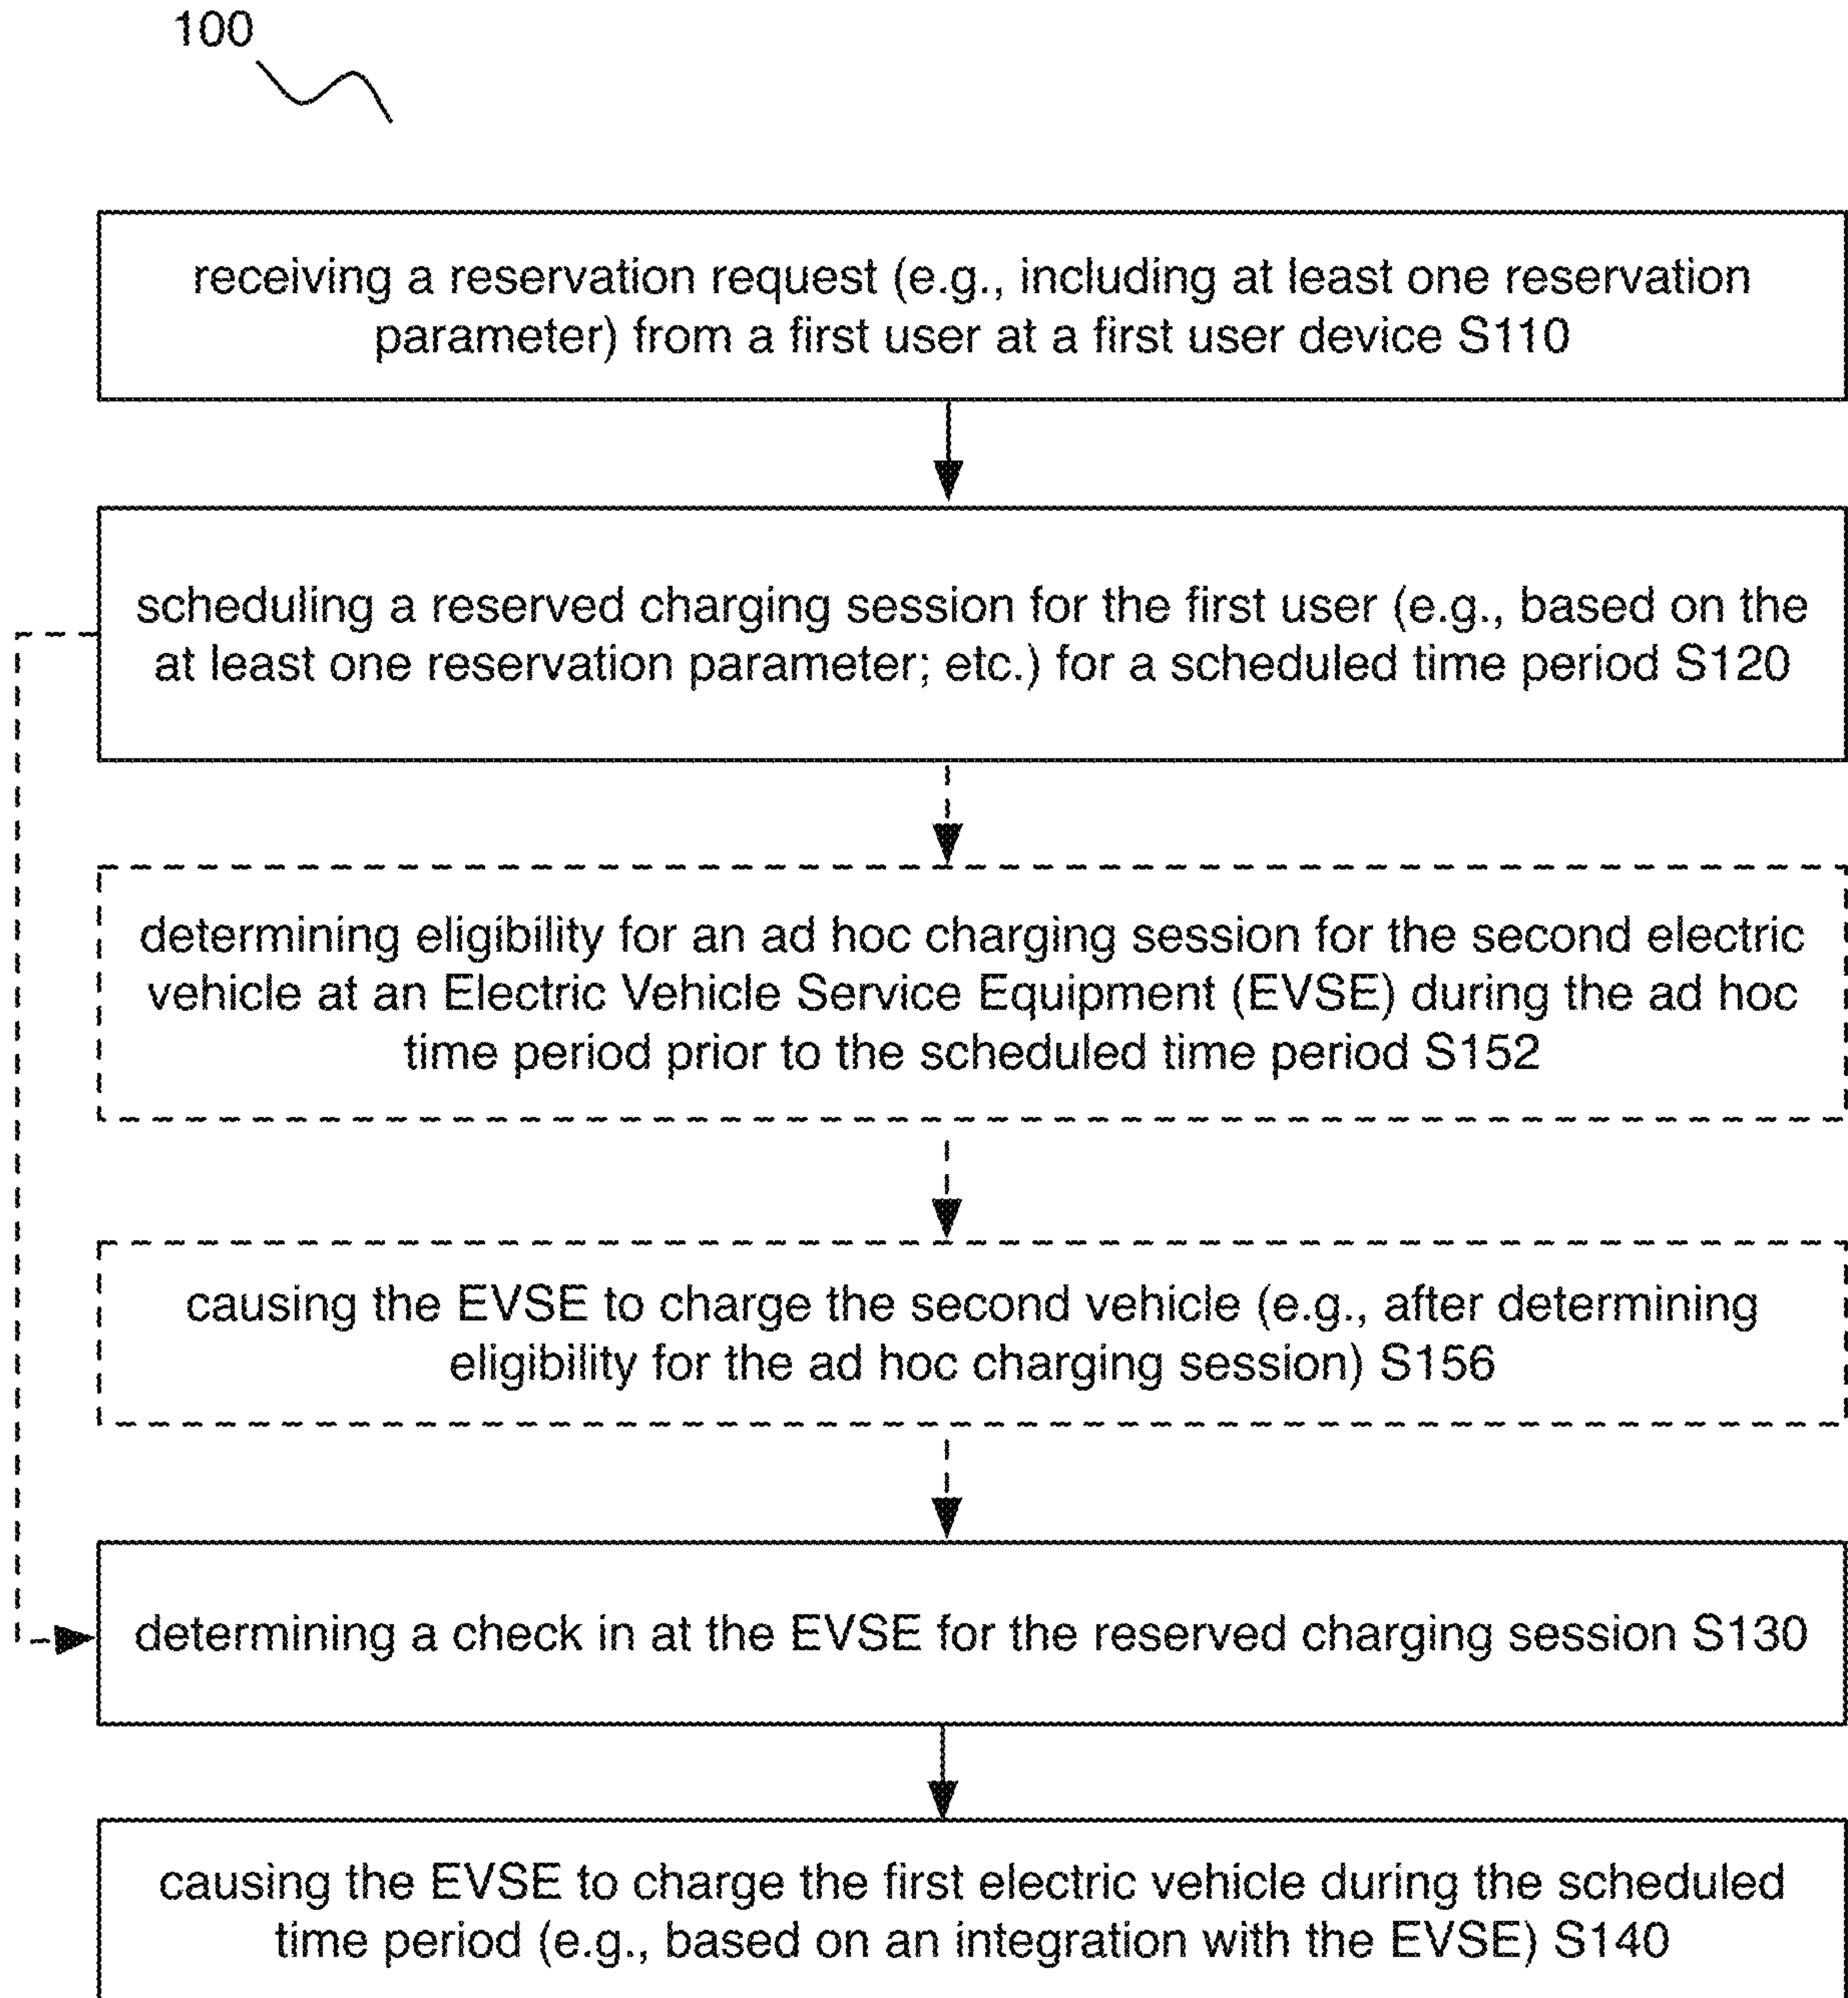 100
receiving a reservation request (e.g., including at least one reservation
parameter) from a first user at a first user device S110
scheduling a reserved charging session for the first user (e.g., based on the
at least one reservation parameter; etc.) for a scheduled time period S120
determining eligibility for an ad hoc charging session for the second electric
vehicle at an Electric Vehicle Service Equipment (EVSE) during the ad hoc
time period prior to the scheduled time period S152
causing the EVSE to charge the second vehicle (e.g., after determining
eligibility for the ad hoc charging session) S156
determining a check in at the EVSE for the reserved charging session S130
causing the EVSE to charge the first electric vehicle during the scheduled
time period (e.g., based on an integration with the EVSE) S140